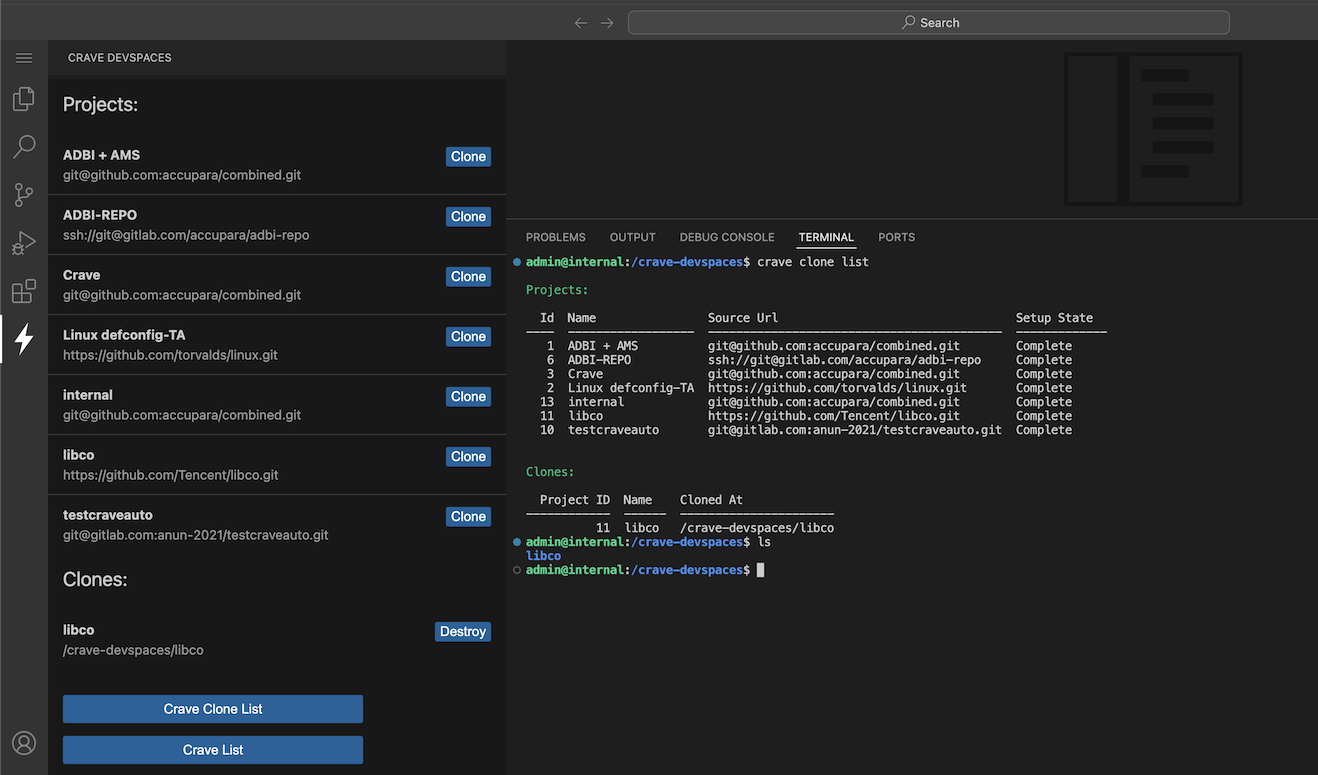 Search
CRAVE DEVSPACES
Projects:
ADBI + AMS
Clone
git@github.com:accupara/combined.git
ADBI-REPO
Clone
ssh://git@gitlab.com/accupara/adbi-repo
Crave
Clone
git@github.com:accupara/combined.git
Linux defconfig-TA
Clone
https://github.com/torvalds/linux.git
internal
Clone
git@github.com:accupara/combined.git
libco
Clone
https://github.com/Tencent/libco.git
testcraveauto
Clone
git@gitlab.com:anun-2021/testcraveauto.git
Clones:
libco
Destroy
/crave-devspaces/libco
Crave Clone List
Crave List
PROBLEMS OUTPUT DEBUG CONSOLE TERMINAL PORTS
admin@internal:/crave-devspaces$ crave clone list
Projects:
Id Name Source Url Setup State
1 ADBI + AMS git@github.com:accupara/combined.git Complete
6 ADBI-REPO ssh://git@gitlab.com/accupara/adbi-repo Complete
3 Crave git@github.com:accupara/combined.git Complete
2 Linux defconfig-TA https://github.com/torvalds/linux.git Complete
13 internal git@github.com:accupara/combined.git Complete
11 libco https://github.com/Tencent/libco.git Complete
10 testcraveauto git@gitlab.com:anun-2021/testcraveauto.git Complete
Clones:
Project ID Name Cloned At
11 libco /crave-devspaces/libco
admin@internal:/crave-devspaces$ ls
libco
admin@internal:/crave-devspaces$